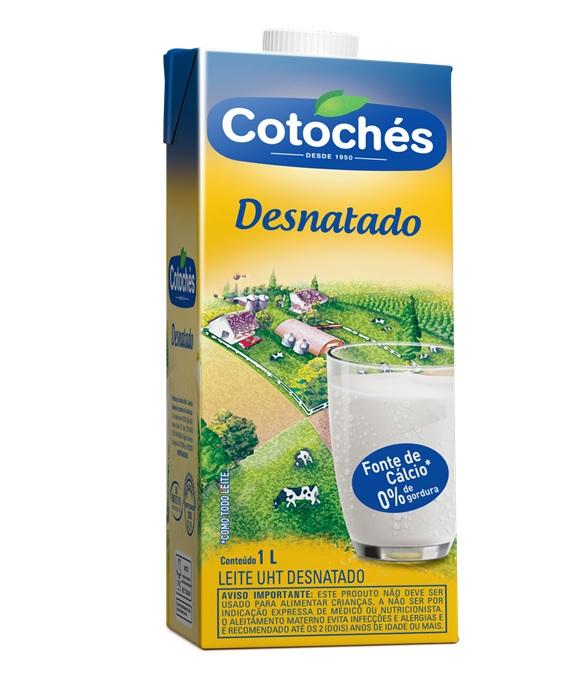 Cotochés
DESDE 1950
Desnatado
Cotochés
Desnatado
Fonte de
Cálcio*
0% de
gordura
*COMO TODO LEITE.
Conteúdo 1 L
LEITE UHT DESNATADO
AVISO IMPORTANTE: ESTE PRODUTO NÃO DEVE SER
USADO PARA ALIMENTAR CRIANÇAS, A NÃO SER POR
INDICAÇÃO EXPRESSA DE MÉDICO OU NUTRICIONISTA.
O ALEITAMENTO MATERNO EVITA INFECÇÕES E ALERGIAS E
É RECOMENDADO ATÉ OS 2 (DOIS) ANOS DE IDADE OU MAIS.